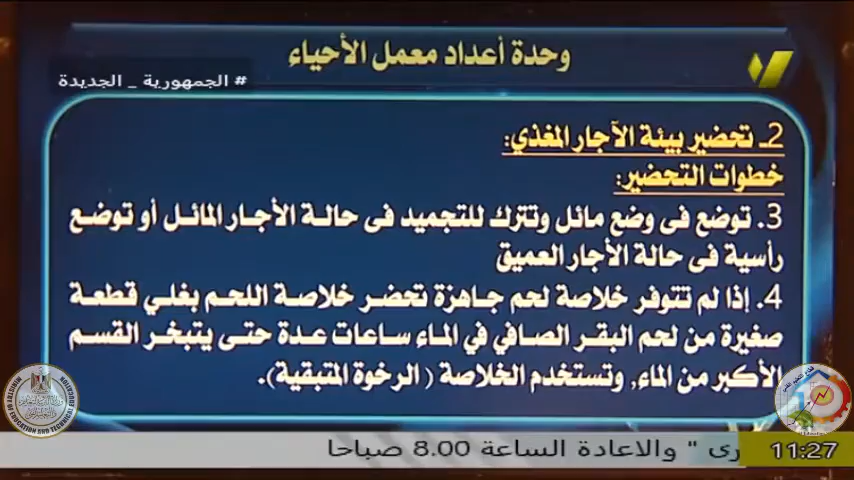 وحدة أعداد معمل الأحياء
# الجمهورية _ الجديدة
2ـ تحضير بيئة الآجار المغذي:
خطوات التحضير:
3. توضع فى وضع مائل وتترك للتجميد فى حالة الأجار المائل أو توضع
رأسية فى حالة الأجار العميق
4. إذا لم تتوفر خلاصة لحم جاهزة تحضر خلاصة اللحم بغلي قطعة
صغيرة من لحم البقر الصافي في الماء ساعات عدة حتى يتبخر القسم
الأكبر من الماء, وتستخدم الخلاصة ( الرخوة المتبقية).
رى " والاعادة الساعة 8.00 صباحا
11:27